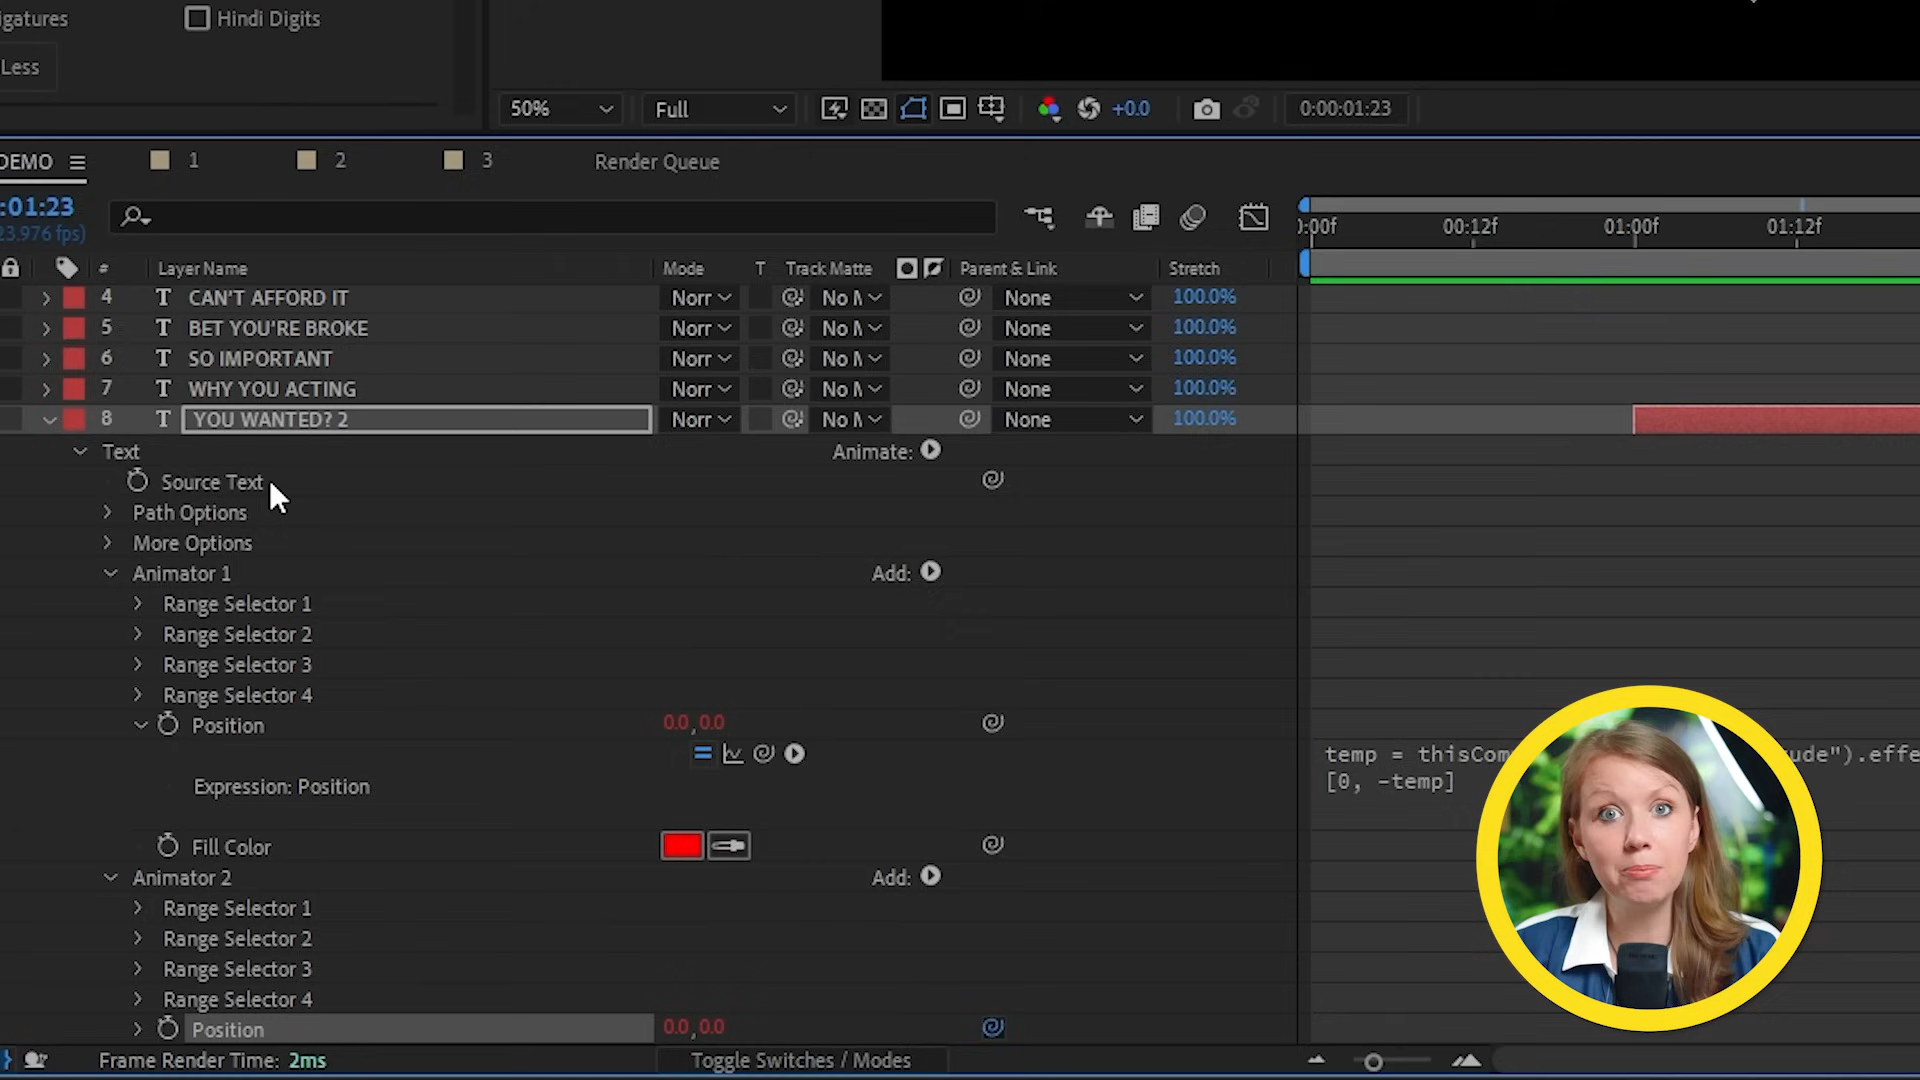 igatures Hindi Digits
Less
50% Full +0.0 0:00:01:23
DEMO 1 2 3 Render Queue
:01:23
23.976 fps)
0:00f 00:12f 01:00f 01:12f
# Layer Name Mode T Track Matte Parent & Link Stretch
4 T CAN'T AFFORD IT Norr No M None 100.0%
5 T BET YOU'RE BROKE Norr No M None 100.0%
6 T SO IMPORTANT Norr No M None 100.0%
7 T WHY YOU ACTING Norr No M None 100.0%
8 T YOU WANTED? 2 Norr No M None 100.0%
Text Animate:
Source Text
Path Options
More Options
Animator 1 Add:
Range Selector 1
Range Selector 2
Range Selector 3
Range Selector 4
Position 0.0,0.0
temp = thisCom ude").effe
Expression: Position [0, -temp]
Fill Color
Animator 2 Add:
Range Selector 1
Range Selector 2
Range Selector 3
Range Selector 4
Position 0.0,0.0
Frame Render Time: 2ms Toggle Switches / Modes